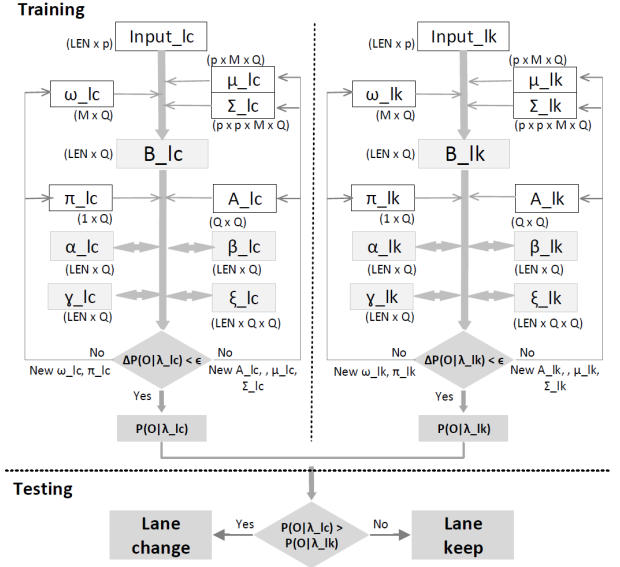 Training
Input_lc
(LEN x p)
(p x M x Q)
μ_lc
ω_lc
Σ_lc
(M x Q)
(p x p x M x Q)
(LEN x Q)
B_lc
π_lc
A_lc
(1 x Q)
(Q x Q)
α_lc
β_lc
(LEN x Q)
(LEN x Q)
ɣ_lc
ξ_lc
(LEN x Q)
(LEN x Q x Q)
No
ΔP(O|λ_lc) < ϵ
No
New ω_lc, π_lc
New A_lc, , μ_lc,
Σ_lc
Yes
P(O|λ_lc)
Input_lk
(LEN x p)
(p x M x Q)
μ_lk
ω_lk
Σ_lk
(M x Q)
(p x p x M x Q)
(LEN x Q)
B_lk
π_lk
A_lk
(1 x Q)
(Q x Q)
α_lk
β_lk
(LEN x Q)
(LEN x Q)
ɣ_lk
ξ_lk
(LEN x Q)
(LEN x Q x Q)
No
ΔP(O|λ_lk) < ϵ
No
New ω_lk, π_lk
New A_lk, , μ_lk,
Σ_lk
Yes
P(O|λ_lk)
Testing
Lane
change
Yes
P(O|λ_lc) >
P(O|λ_lk)
No
Lane
keep